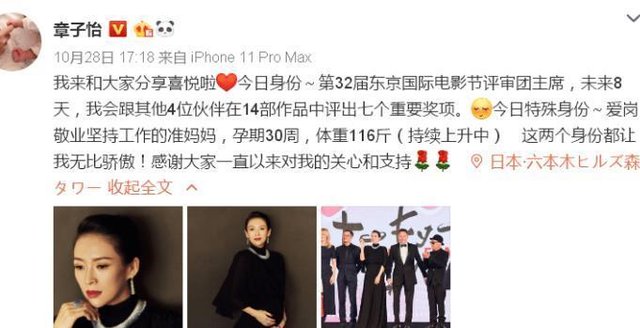 章子怡
10月28日 17:18 来自 iPhone 11 Pro Max
我来和大家分享喜悦啦❤今日身份～第32届东京国际电影节评审团主席，未来8
天，我会跟其他4位伙伴在14部作品中评出七个重要奖项。😌今日特殊身份～爱岗
敬业坚持工作的准妈妈，孕期30周，体重116斤（持续上升中） 这两个身份都让
我无比骄傲！感谢大家一直以来对我的关心和支持🌹🌹 日本·六本木ヒルズ森
タワー 收起全文